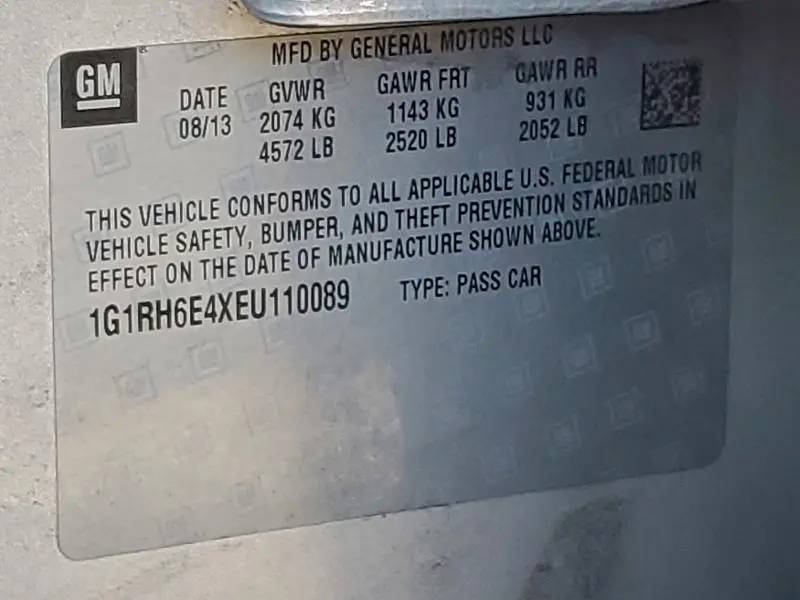 GM
MFD BY GENERAL MOTORS LLC
DATE GVWR GAWR FRT GAWR RR
08/13 2074 KG 1143 KG 931 KG
4572 LB 2520 LB 2052 LB
THIS VEHICLE CONFORMS TO ALL APPLICABLE U.S. FEDERAL MOTOR
VEHICLE SAFETY, BUMPER, AND THEFT PREVENTION STANDARDS IN
EFFECT ON THE DATE OF MANUFACTURE SHOWN ABOVE.
1G1RH6E4XEU110089 TYPE: PASS CAR